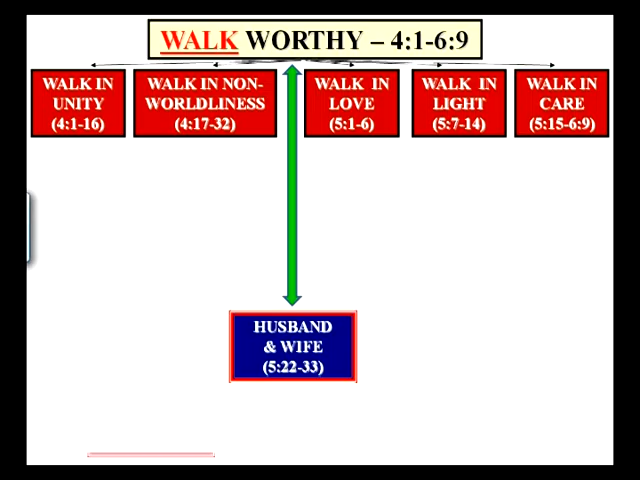 WALK WORTHY – 4:1-6:9
WALK IN
UNITY
(4:1-16)
WALK IN NON-
WORLDLINESS
(4:17-32)
WALK IN
LOVE
(5:1-6)
WALK IN
LIGHT
(5:7-14)
WALK IN
CARE
(5:15-6:9)
HUSBAND
& WIFE
(5:22-33)